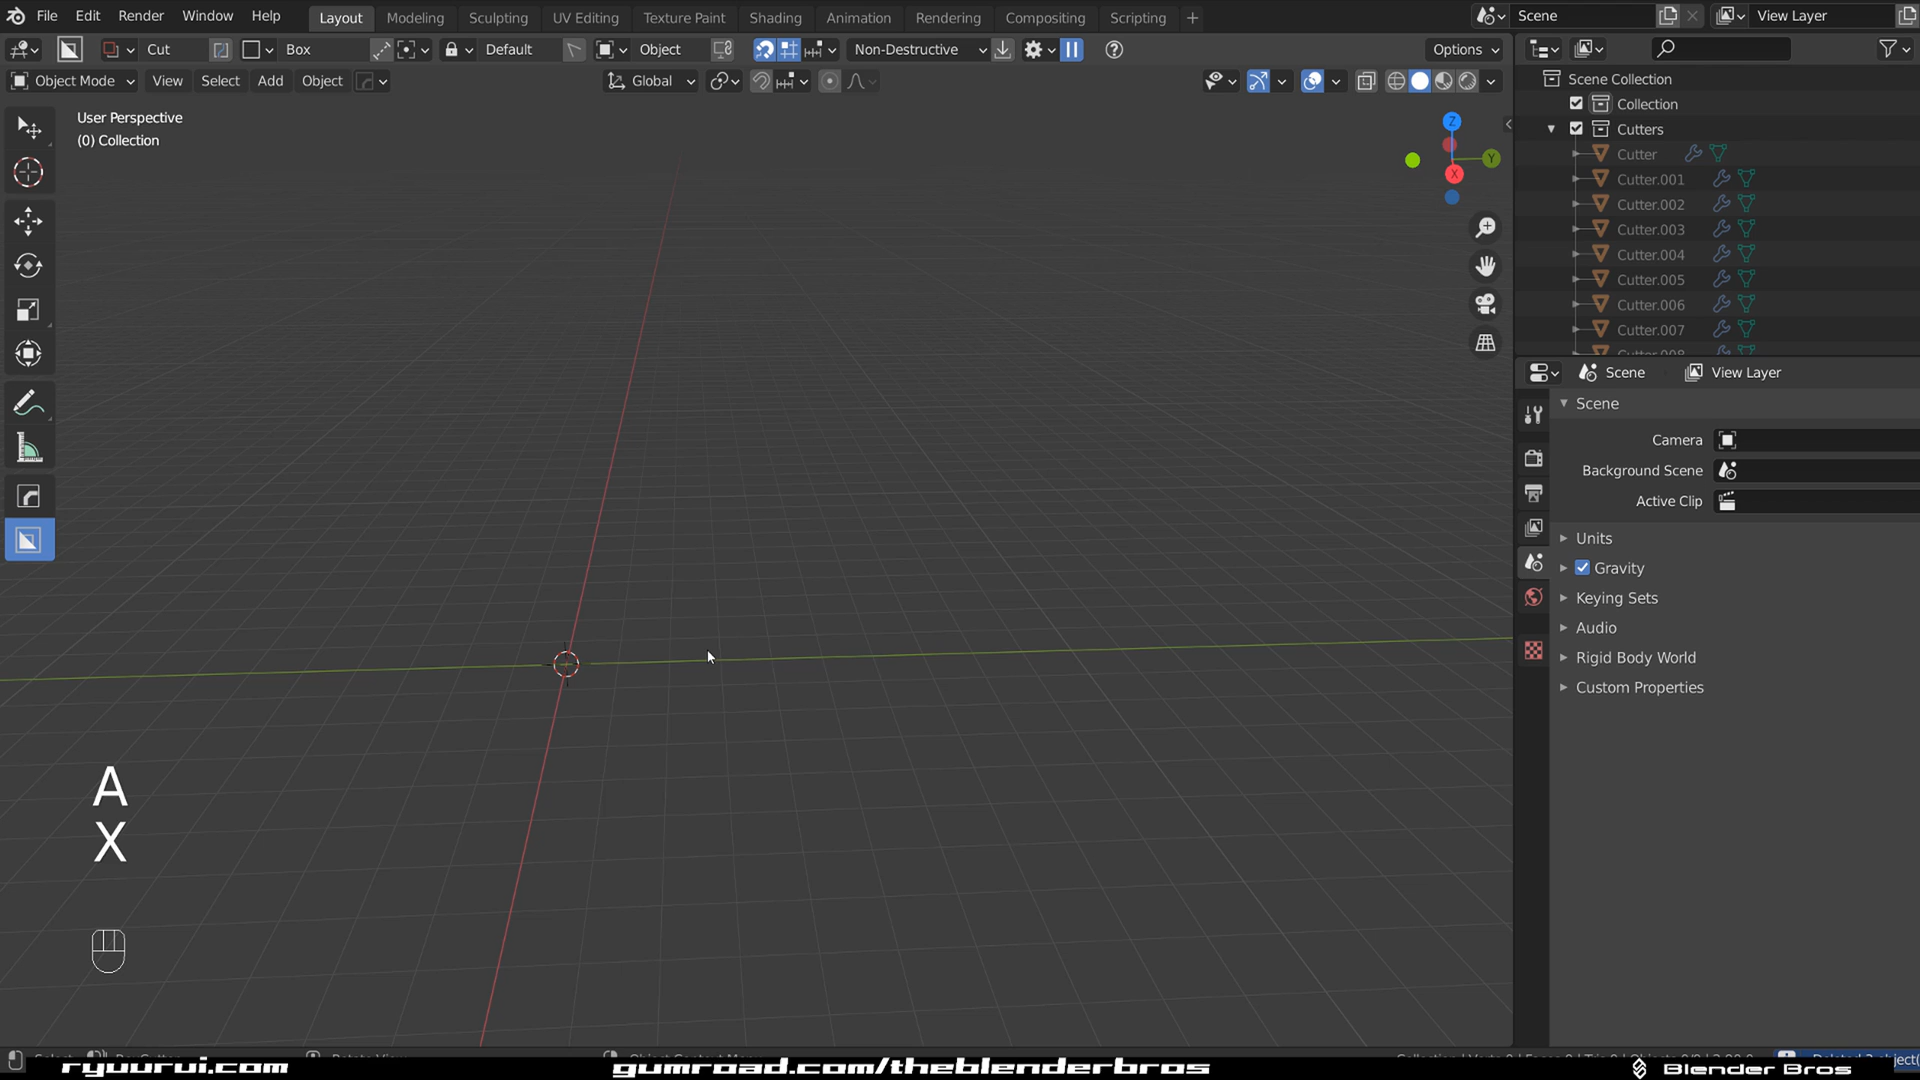 File Edit Render Window Help Layout Modeling Sculpting UV Editing Texture Paint Shading Animation Rendering Compositing Scripting + Scene View Layer
Cut Box Default Object Non-Destructive Options
Object Mode View Select Add Object Global
User Perspective
(0) Collection
Z
Y
X
Scene Collection
Collection
Cutters
Cutter
Cutter.001
Cutter.002
Cutter.003
Cutter.004
Cutter.005
Cutter.006
Cutter.007
Cutter.008
Scene View Layer
Scene
Camera
Background Scene
Active Clip
Units
Gravity
Keying Sets
Audio
Rigid Body World
Custom Properties
A
X
ryuurui.com
gumroad.com/theblenderbros
Blender Bros